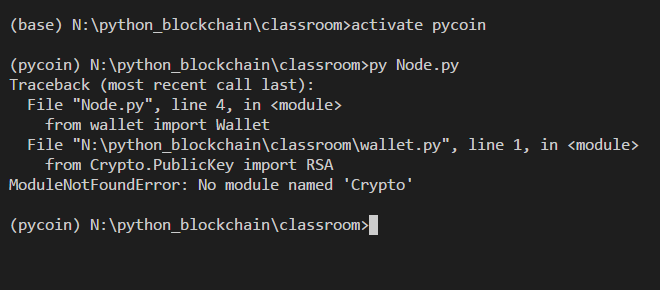 (base) N:\python_blockchain\classroom>activate pycoin
(pycoin) N:\python_blockchain\classroom>py Node.py
Traceback (most recent call last):
  File "Node.py", line 4, in <module>
    from wallet import Wallet
  File "N:\python_blockchain\classroom\wallet.py", line 1, in <module>
    from Crypto.PublicKey import RSA
ModuleNotFoundError: No module named 'Crypto'
(pycoin) N:\python_blockchain\classroom>